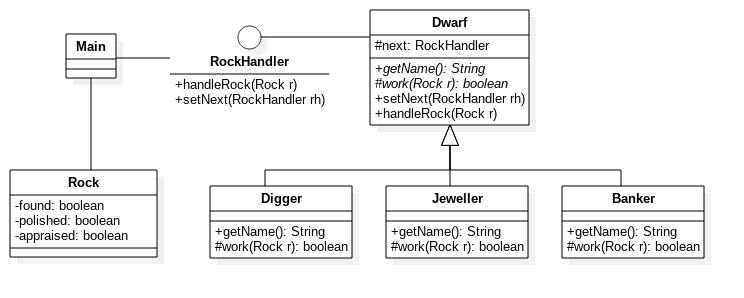 Main
RockHandler
+handleRock(Rock r)
+setNext(RockHandler rh)
Dwarf
#next: RockHandler
+getName(): String
#work(Rock r): boolean
+setNext(RockHandler rh)
+handleRock(Rock r)
Rock
-found: boolean
-polished: boolean
-appraised: boolean
Digger
+getName(): String
#work(Rock r): boolean
Jeweller
+getName(): String
#work(Rock r): boolean
Banker
+getName(): String
#work(Rock r): boolean